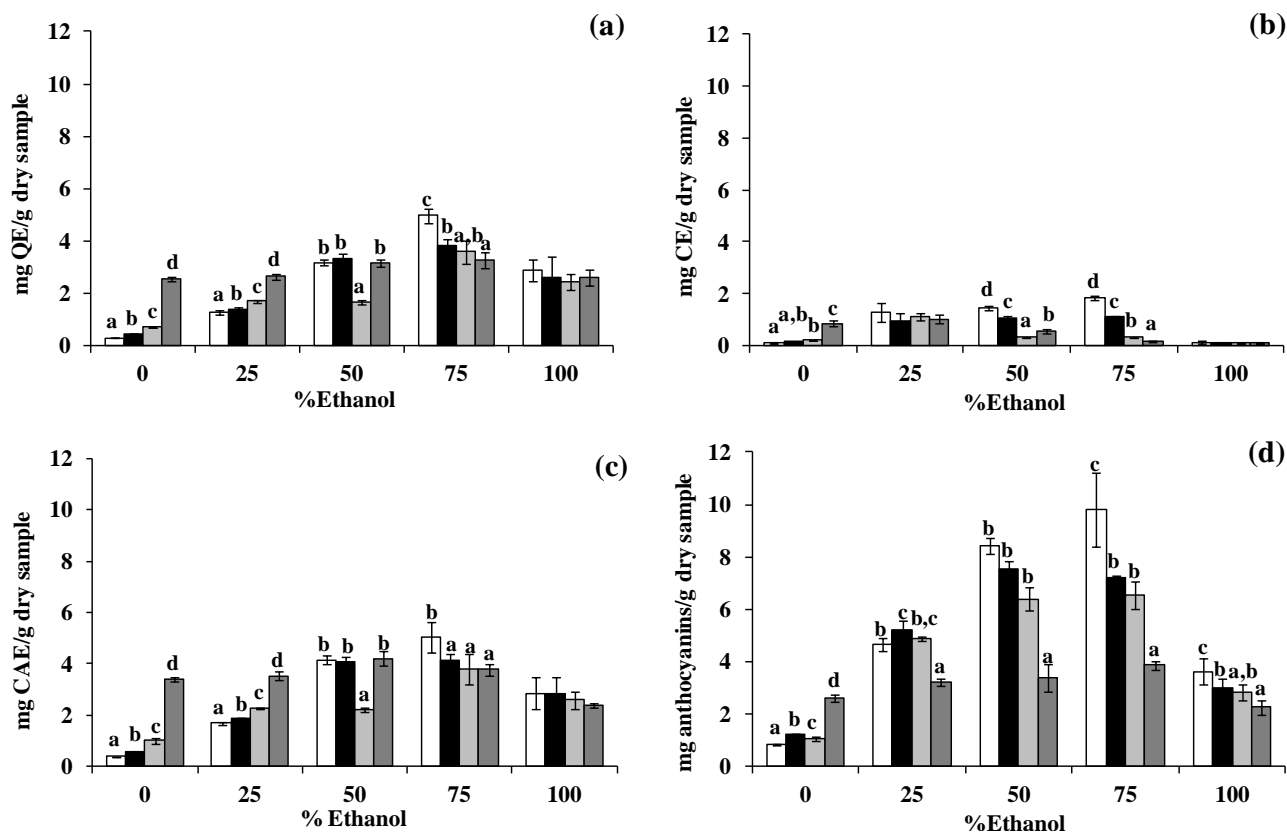 (a)
mg QE/g dry sample
12
10
8
6
4
2
0
a b c d
a b c d
b b a b
c b a,b a
0 25 50 75 100
%Ethanol
(b)
mg CE/g dry sample
12
10
8
6
4
2
0
a a,b b c
d c a b
d c b a
0 25 50 75 100
%Ethanol
(c)
mg CAE/g dry sample
12
10
8
6
4
2
0
a b c d
a b c d
b b a b
b a a a
0 25 50 75 100
% Ethanol
(d)
mg anthocyanins/g dry sample
12
10
8
6
4
2
0
a b c d
b c b,c a
b b b a
c b b a
c b a,b a
0 25 50 75 100
%Ethanol